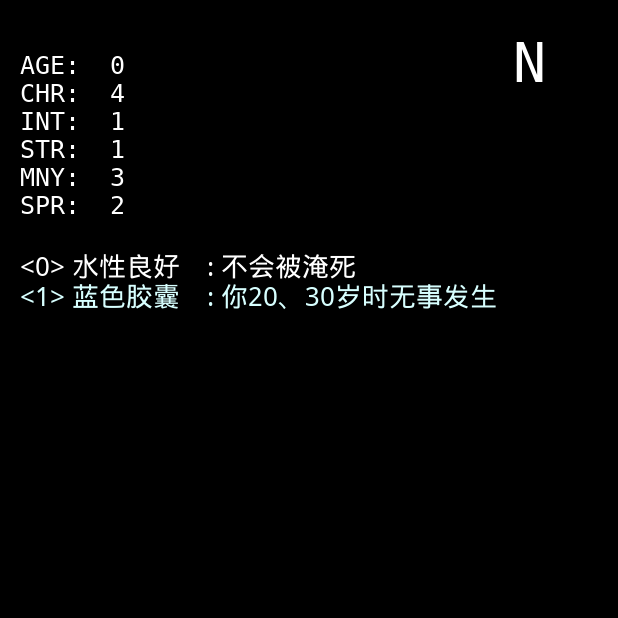 N
AGE: 0
CHR: 4
INT: 1
STR: 1
MNY: 3
SPR: 2
<0> 水性良好 : 不会被淹死
<1> 蓝色胶囊 : 你20、30岁时无事发生